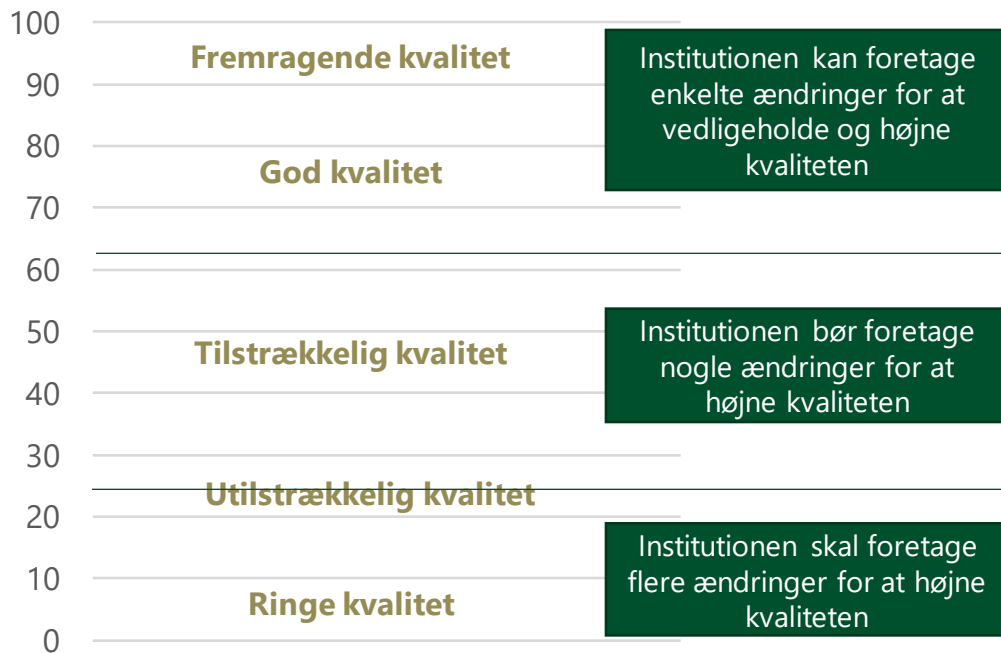 100
Fremragende kvalitet
90
80
God kvalitet
70
60
50
Tilstrækkelig kvalitet
40
30
Utilstrækkelig kvalitet
20
10
Ringe kvalitet
0
Institutionen kan foretage
enkelte ændringer for at
vedligeholde og højne
kvaliteten
Institutionen bør foretage
nogle ændringer for at
højne kvaliteten
Institutionen skal foretage
flere ændringer for at højne
kvaliteten